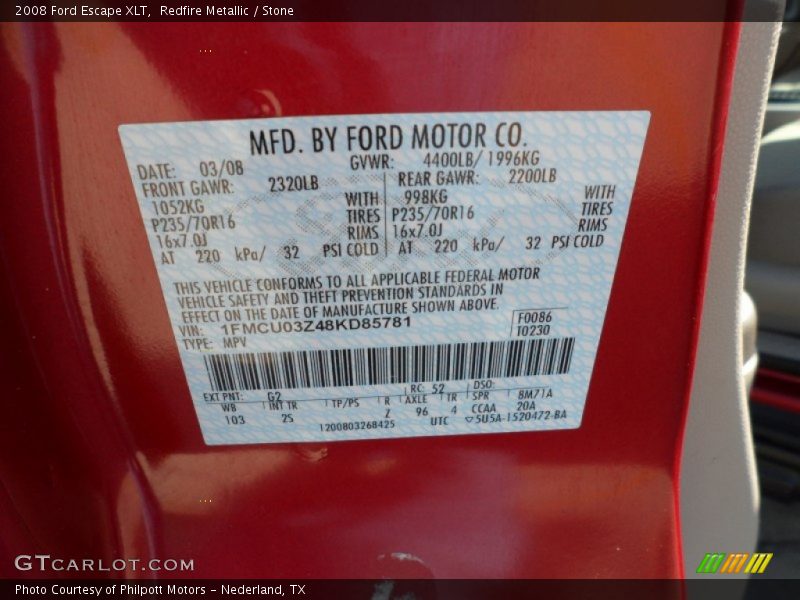 2008 Ford Escape XLT, Redfire Metallic / Stone
MFD. BY FORD MOTOR CO.
DATE: 03/08 GVWR: 4400LB/ 1996KG
FRONT GAWR: 2320LB REAR GAWR: 2200LB
1052KG WITH 998KG WITH
P235/70R16 TIRES P235/70R16 TIRES
16x7.0J RIMS 16x7.0J RIMS
AT 220 kPa/ 32 PSI COLD AT 220 kPa/ 32 PSI COLD
THIS VEHICLE CONFORMS TO ALL APPLICABLE FEDERAL MOTOR
VEHICLE SAFETY AND THEFT PREVENTION STANDARDS IN
EFFECT ON THE DATE OF MANUFACTURE SHOWN ABOVE.
VIN: 1FMCU03Z48KD85781 F0086
TYPE: MPV T0230
EXT PNT: G2 RC: 52 DSO:
WB INT TR TP/PS R AXLE TR SPR 8M71A
103 2S Z 96 4 CCAA 20A
1200803268425 UTC ▽5U5A-1520472-BA
GTCARLOT.COM
Photo Courtesy of Philpott Motors - Nederland, TX